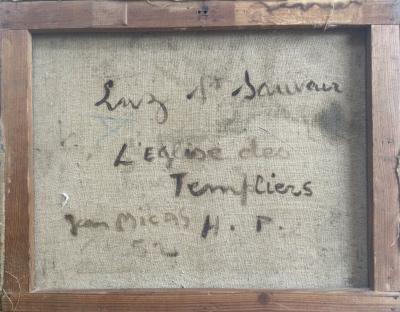 Luz St Sauveur
L'Eglise des
Templiers
Jean Micas H. P.
52